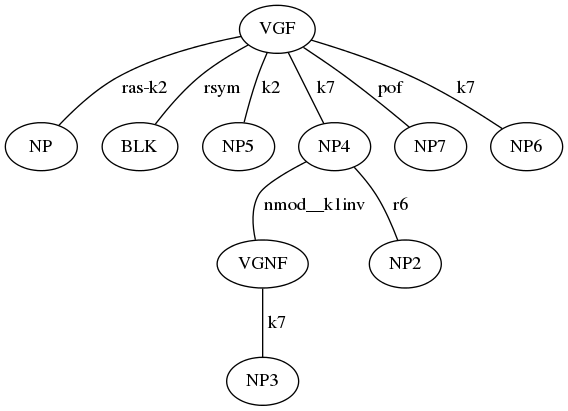 VGF
ras-k2 rsym k2 k7 pof k7
NP BLK NP5 NP4 NP7 NP6
nmod__k1inv r6
VGNF NP2
k7
NP3